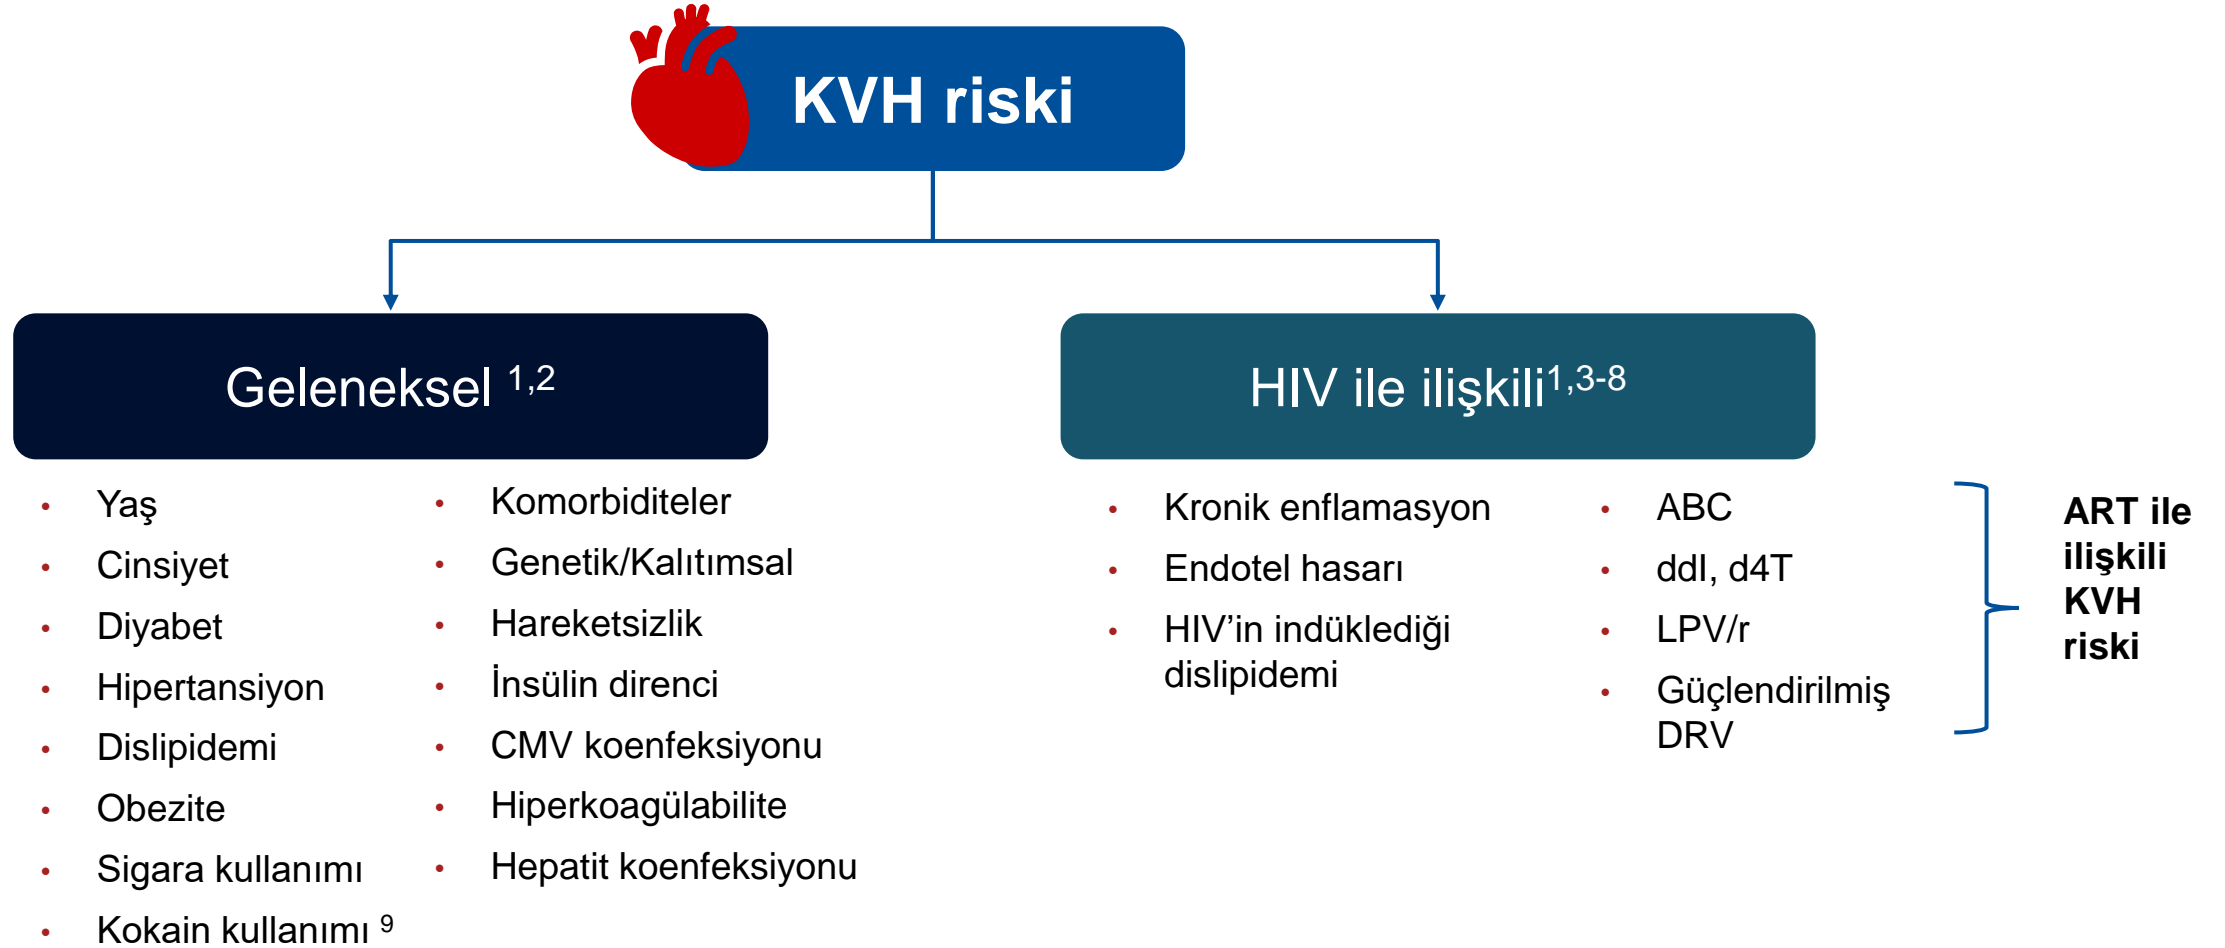 KVH riski
Geleneksel 1,2
HIV ile ilişkili1,3-8
• Yaş
• Cinsiyet
• Diyabet
• Hipertansiyon
• Dislipidemi
• Obezite
• Sigara kullanımı
• Kokain kullanımı 9
• Komorbiditeler
• Genetik/Kalıtımsal
• Hareketsizlik
• İnsülin direnci
• CMV koenfeksiyonu
• Hiperkoagülabilite
• Hepatit koenfeksiyonu
• Kronik enflamasyon
• Endotel hasarı
• HIV’in indüklediği
dislipidemi
• ABC
• ddI, d4T
• LPV/r
• Güçlendirilmiş
DRV
ART ile
ilişkili
KVH
riski